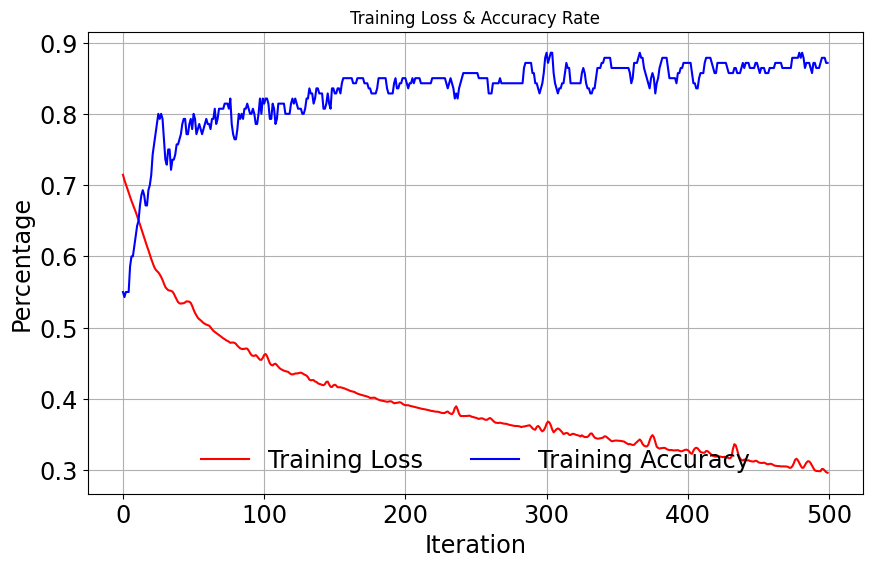 Training Loss & Accuracy Rate
Percentage
0.9
0.8
0.7
0.6
0.5
0.4
0.3
Training Loss
Training Accuracy
0
100
200
300
400
500
Iteration